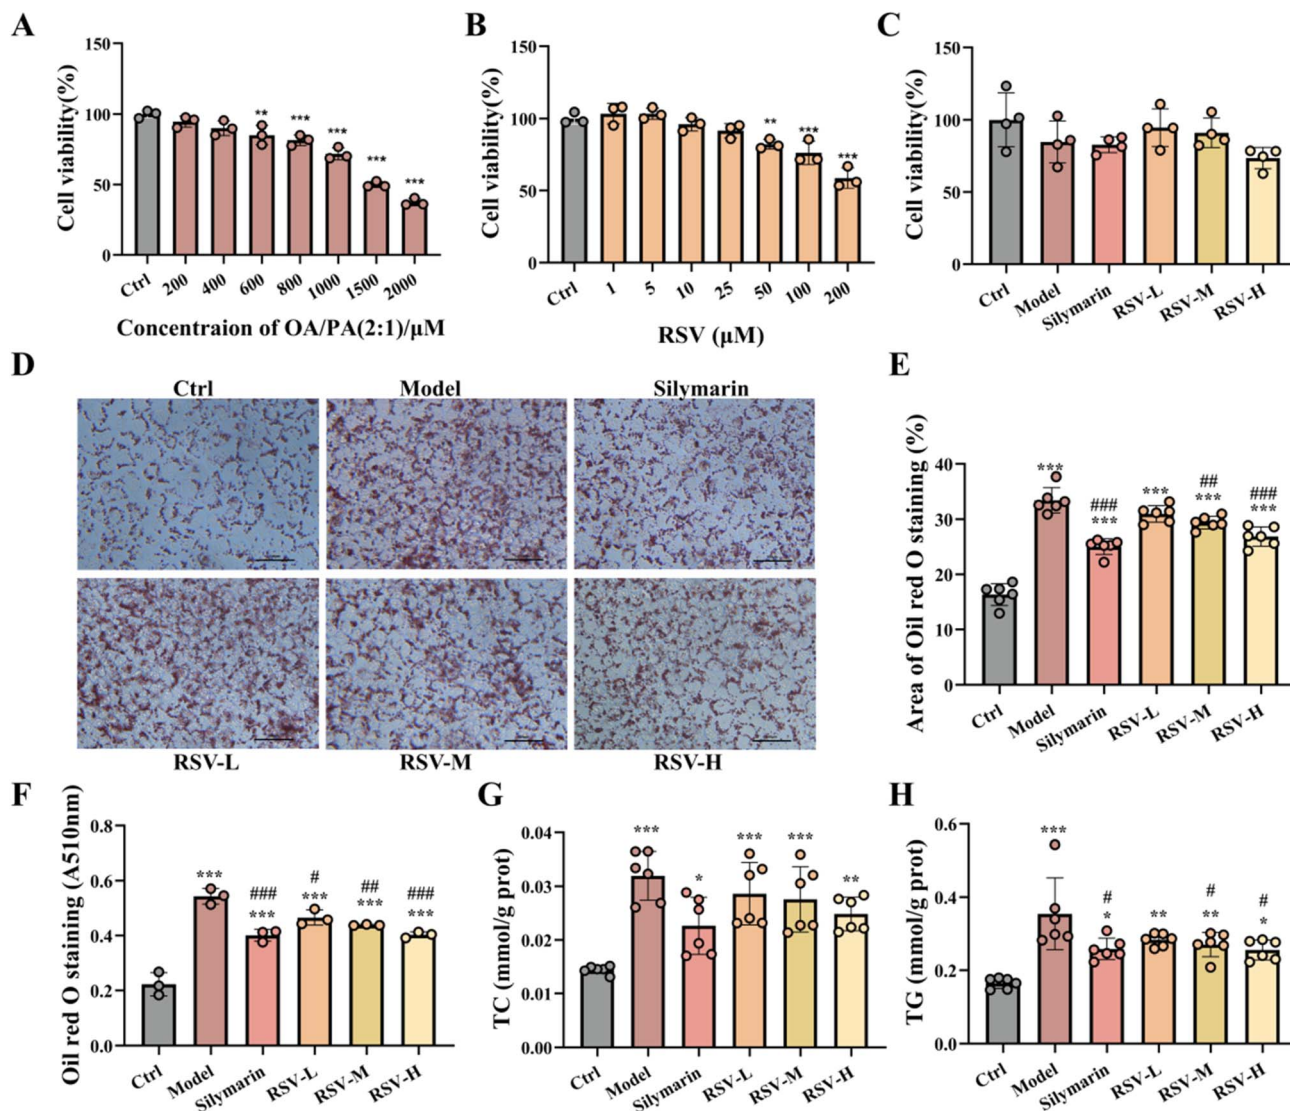 A
B
C
150
100
50
0
Cell viability(%)
**
***
***
***
***
Ctrl
200
400
600
800
1000
1500
2000
Concentraion of OA/PA(2:1)/μM
150
100
50
0
Cell viability(%)
**
***
***
Ctrl
1
5
10
25
50
100
200
RSV (μM)
150
100
50
0
Cell viability(%)
Ctrl
Model
Silymarin
RSV-L
RSV-M
RSV-H
D
Ctrl
Model
Silymarin
RSV-L
RSV-M
RSV-H
E
Area of Oil red O staining (%)
40
30
20
10
0
***
###
***
***
##
***
###
***
Ctrl
Model
Silymarin
RSV-L
RSV-M
RSV-H
F
Oil red O staining (A510nm)
0.8
0.6
0.4
0.2
0.0
***
###
***
#
***
##
***
###
***
Ctrl
Model
Silymarin
RSV-L
RSV-M
RSV-H
G
TC (mmol/g prot)
0.04
0.03
0.02
0.01
0.00
***
*
***
***
**
Ctrl
Model
Silymarin
RSV-L
RSV-M
RSV-H
H
TG (mmol/g prot)
0.6
0.4
0.2
0.0
***
#
*
**
#
**
#
*
Ctrl
Model
Silymarin
RSV-L
RSV-M
RSV-H